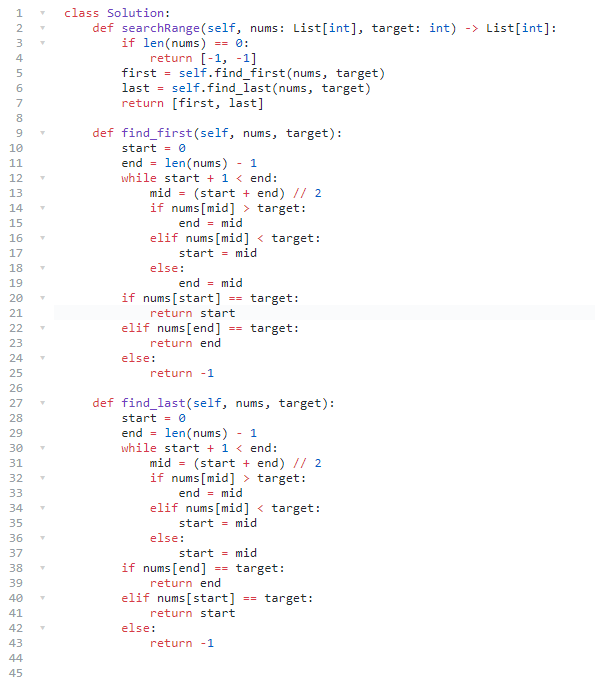 1 class Solution:
2     def searchRange(self, nums: List[int], target: int) -> List[int]:
3         if len(nums) == 0:
4             return [-1, -1]
5         first = self.find_first(nums, target)
6         last = self.find_last(nums, target)
7         return [first, last]
8
9     def find_first(self, nums, target):
10         start = 0
11         end = len(nums) - 1
12         while start + 1 < end:
13             mid = (start + end) // 2
14             if nums[mid] > target:
15                 end = mid
16             elif nums[mid] < target:
17                 start = mid
18             else:
19                 end = mid
20         if nums[start] == target:
21             return start
22         elif nums[end] == target:
23             return end
24         else:
25             return -1
26
27     def find_last(self, nums, target):
28         start = 0
29         end = len(nums) - 1
30         while start + 1 < end:
31             mid = (start + end) // 2
32             if nums[mid] > target:
33                 end = mid
34             elif nums[mid] < target:
35                 start = mid
36             else:
37                 start = mid
38         if nums[end] == target:
39             return end
40         elif nums[start] == target:
41             return start
42         else:
43             return -1
44
45